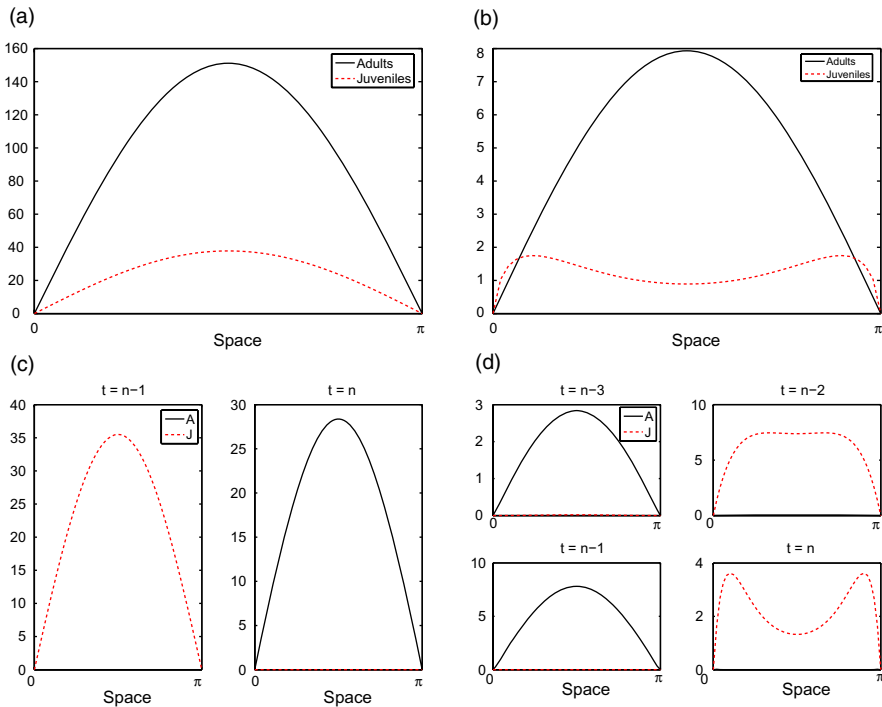 (a)
160
140
120
100
80
60
40
20
0
Adults
Juveniles
0
π
Space
(b)
8
7
6
5
4
3
2
1
0
Adults
Juveniles
0
π
Space
(c)
t = n−1
40
35
30
25
20
15
10
5
0
A
J
0
π
Space
t = n
30
25
20
15
10
5
0
0
π
Space
(d)
t = n−3
3
2
1
0
A
J
0
π
t = n−2
10
5
0
0
π
t = n−1
10
5
0
0
π
Space
t = n
4
2
0
0
π
Space